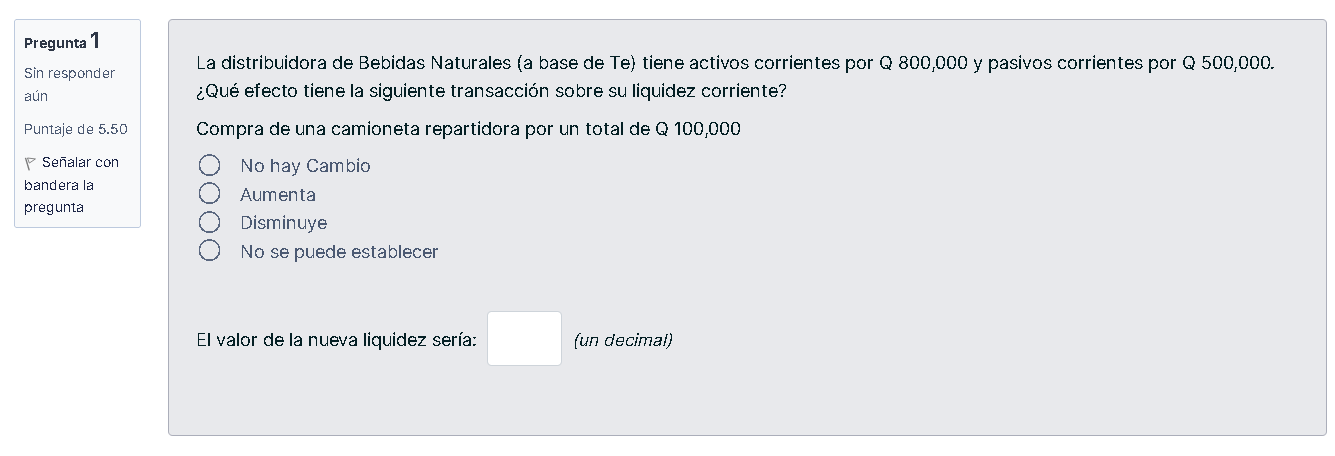 Pregunta 1
Sin responder
aún
Puntaje de 5.50
Señalar con
bandera la
pregunta
La distribuidora de Bebidas Naturales (a base de Te) tiene activos corrientes por Q 800,000 y pasivos corrientes por Q 500,000.
¿Qué efecto tiene la siguiente transacción sobre su liquidez corriente?
Compra de una camioneta repartidora por un total de Q 100,000
No hay Cambio
Aumenta
Disminuye
No se puede establecer
El valor de la nueva liquidez sería: (un decimal)